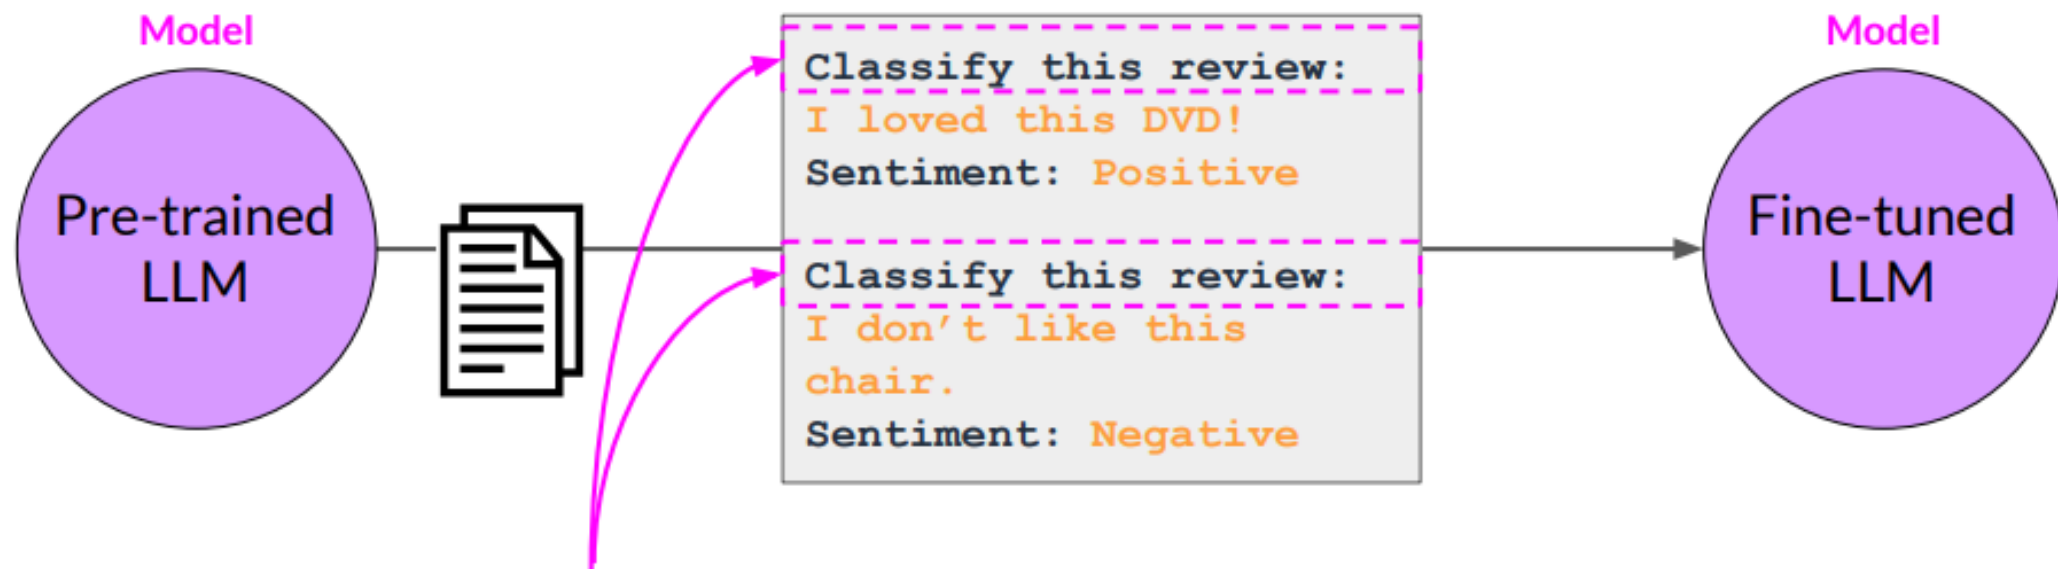 Model
Pre-trained
LLM
Classify this review:
I loved this DVD!
Sentiment: Positive
Classify this review:
I don’t like this
chair.
Sentiment: Negative
Model
Fine-tuned
LLM